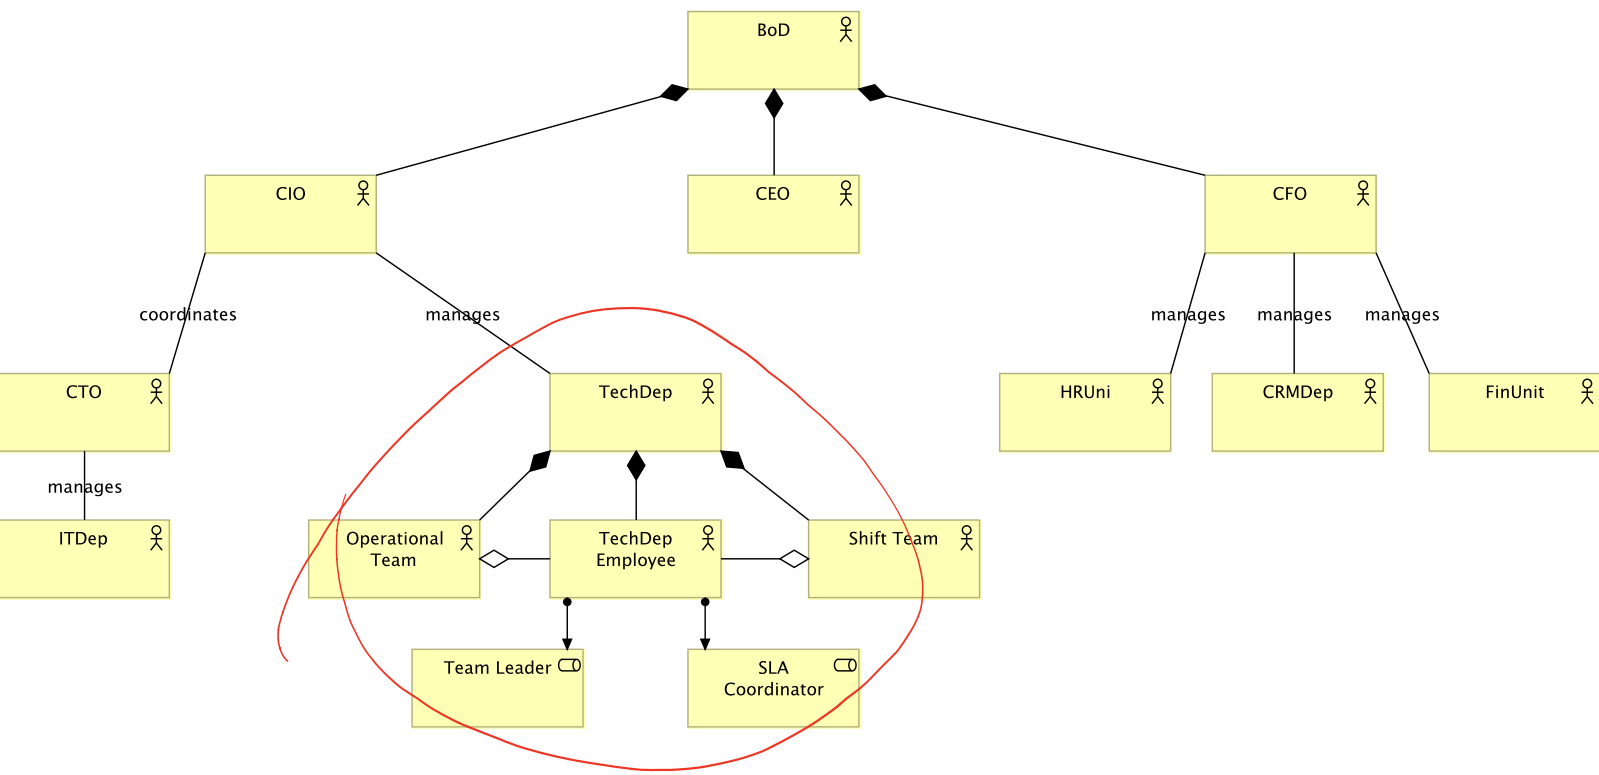 BoD
CIO
CEO
CFO
coordinates
manages
manages
manages
manages
CTO
TechDep
HRUni
CRMDep
FinUnit
manages
ITDep
Operational
Team
TechDep
Employee
Shift Team
Team Leader
SLA
Coordinator